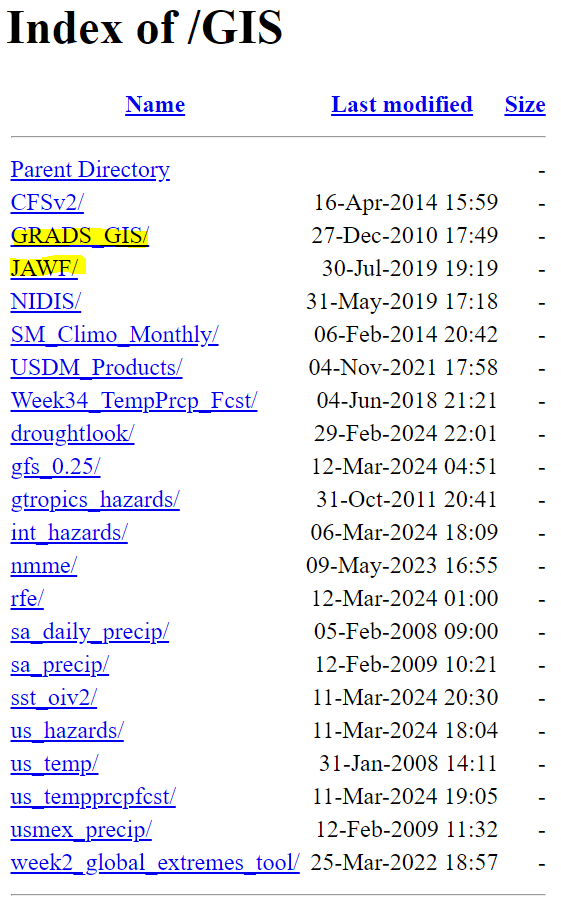 Index of /GIS
Name Last modified Size
Parent Directory -
CFSv2/ 16-Apr-2014 15:59 -
GRADS_GIS/ 27-Dec-2010 17:49 -
JAWF/ 30-Jul-2019 19:19 -
NIDIS/ 31-May-2019 17:18 -
SM_Climo_Monthly/ 06-Feb-2014 20:42 -
USDM_Products/ 04-Nov-2021 17:58 -
Week34_TempPrcp_Fcst/ 04-Jun-2018 21:21 -
droughtlook/ 29-Feb-2024 22:01 -
gfs_0.25/ 12-Mar-2024 04:51 -
gtropics_hazards/ 31-Oct-2011 20:41 -
int_hazards/ 06-Mar-2024 18:09 -
nmme/ 09-May-2023 16:55 -
rfe/ 12-Mar-2024 01:00 -
sa_daily_precip/ 05-Feb-2008 09:00 -
sa_precip/ 12-Feb-2009 10:21 -
sst_oiv2/ 11-Mar-2024 20:30 -
us_hazards/ 11-Mar-2024 18:04 -
us_temp/ 31-Jan-2008 14:11 -
us_tempprcpfcst/ 11-Mar-2024 19:05 -
usmex_precip/ 12-Feb-2009 11:32 -
week2_global_extremes_tool/ 25-Mar-2022 18:57 -